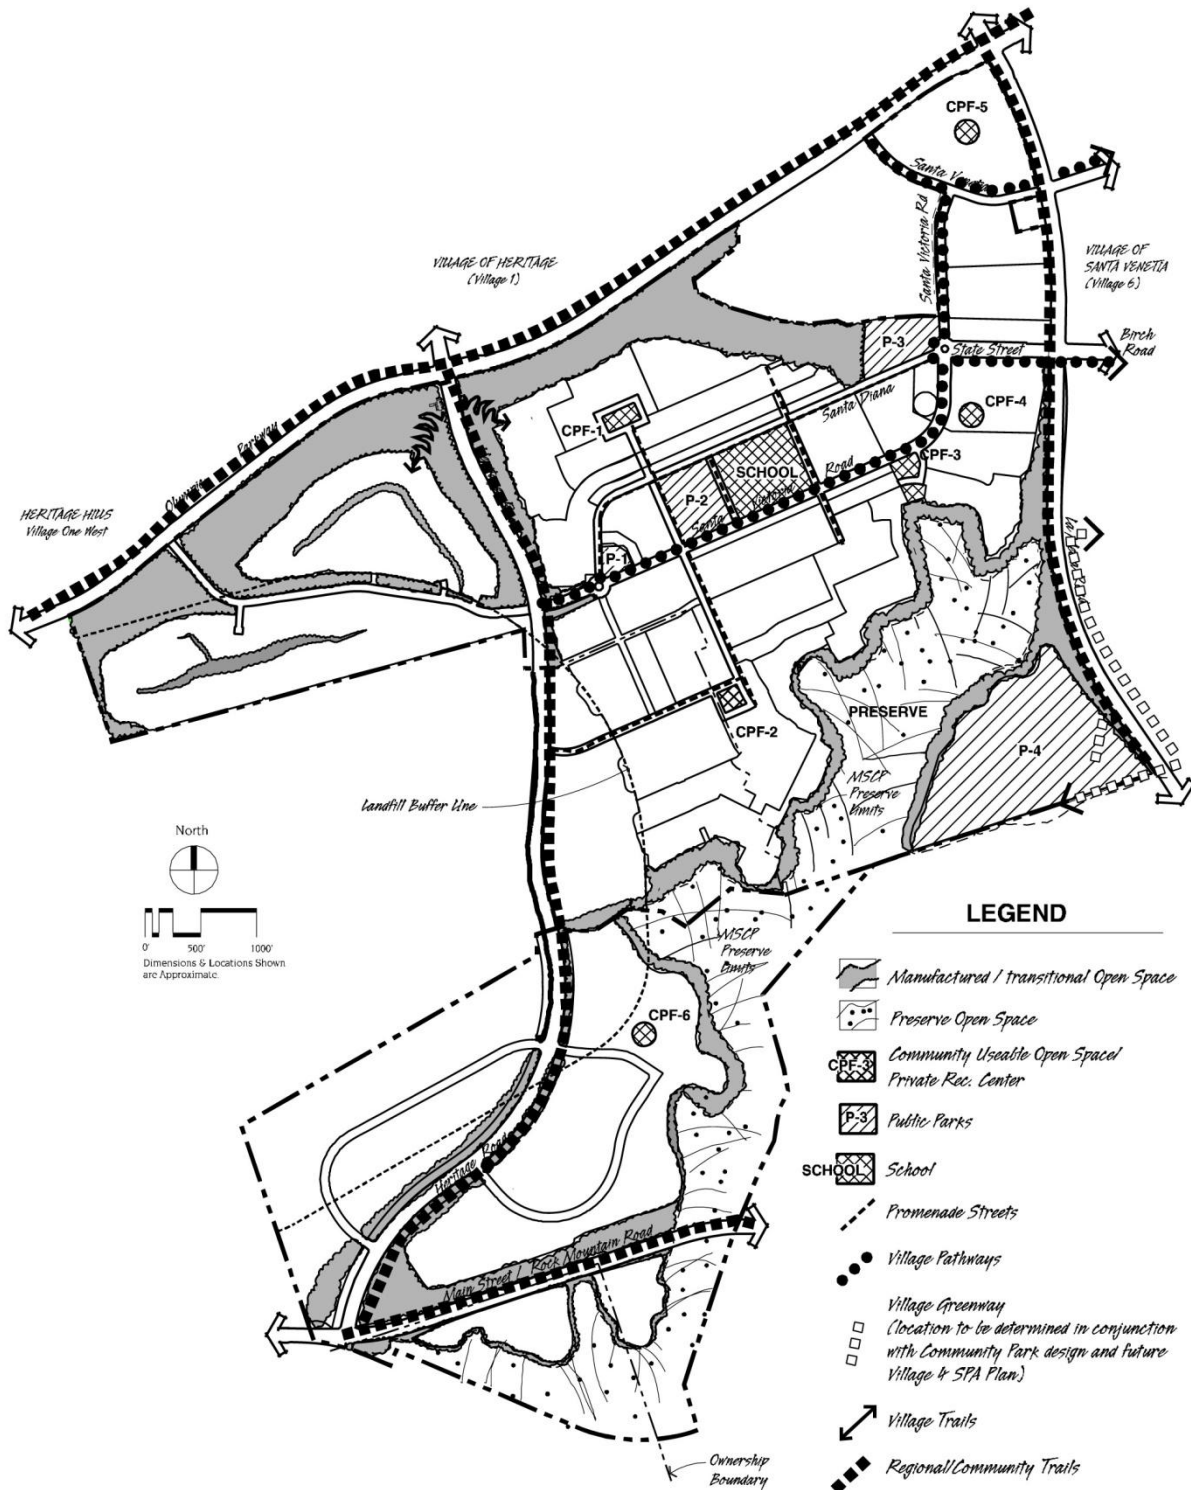 CPF-5
Santa Venetia
Santa Victoria Rd
VILLAGE OF HERITAGE
(Village 1)
VILLAGE OF
SANTA VENETIA
(Village 6)
P-3
State Street
Birch
Road
Santa Diana
CPF-4
CPF-1
Olympic Parkway
SCHOOL
CPF-3
P-2
Santa Victoria Road
HERITAGE HILLS
Village One West
P-1
La Media Road
PRESERVE
CPF-2
P-4
MSCP
Preserve
Limits
Landfill Buffer Line
North
0' 500' 1000'
Dimensions & Locations Shown
are Approximate.
MSCP
Preserve
Limits
CPF-6
Heritage Road
Main Street / Rock Mountain Road
Ownership
Boundary
LEGEND
Manufactured / transitional Open Space
Preserve Open Space
CPF-3
Community Useable Open Space/
Private Rec. Center
P-3
Public Parks
SCHOOL
School
Promenade Streets
Village Pathways
Village Greenway
(location to be determined in conjunction
with Community Park design and future
Village 4 SPA Plan)
Village Trails
Regional/Community Trails